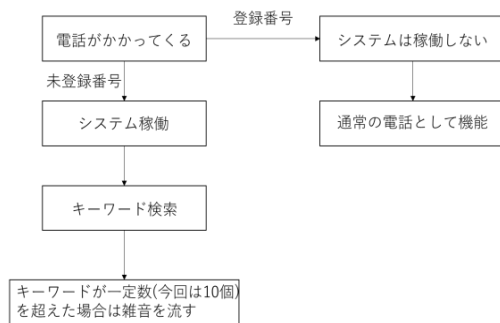 電話がかかってくる
登録番号
システムは稼働しない
未登録番号
システム稼働
通常の電話として機能
キーワード検索
キーワードが一定数(今回は10個)
を超えた場合は雑音を流す